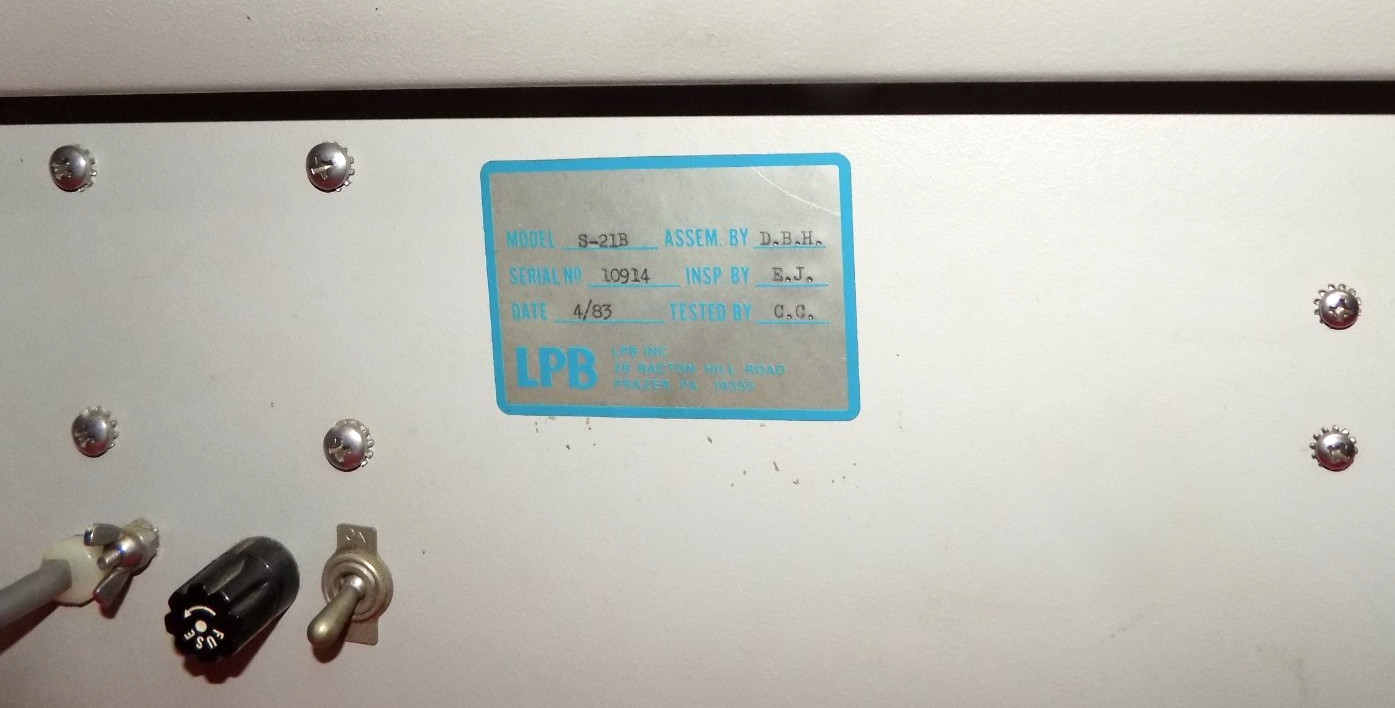 MODEL S-21B ASSEM. BY D.B.H.
SERIAL Nº 10914 INSP BY E.J.
DATE 4/83 TESTED BY C.C.
LPB
LPB INC.
28 BACTON HILL ROAD
FRAZER, PA. 19355
ON
FUSE